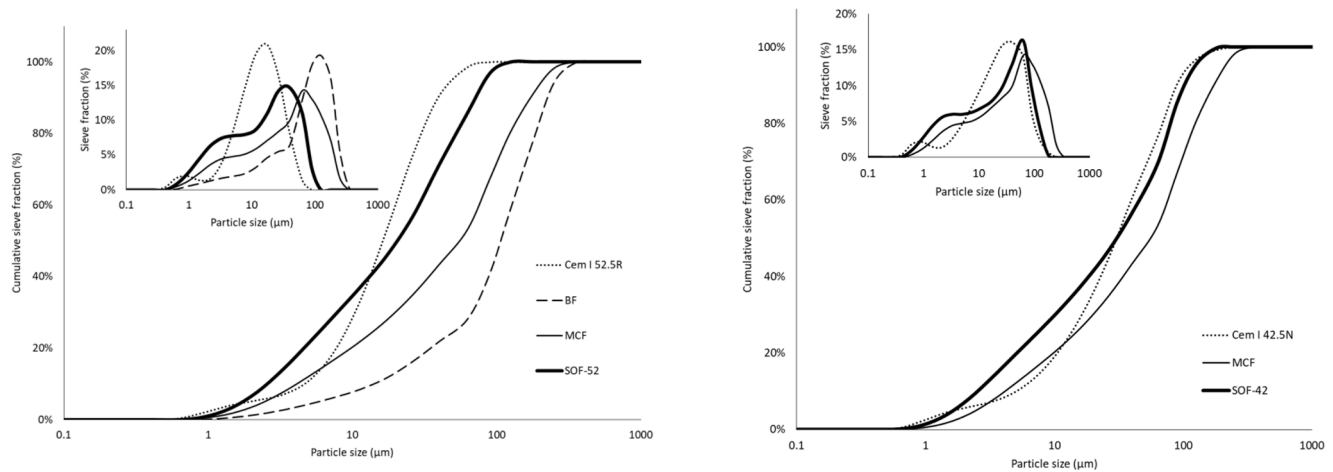 20%
15%
10%
5%
0%
Sieve fraction (%)
0.1 1 10 100 1000
Particle size (µm)
100%
80%
60%
40%
20%
0%
Cumulative sieve fraction (%)
Cem I 52.5R
BF
MCF
SOF-52
0.1 1 10 100 1000
Particle size (µm)
20%
15%
10%
5%
0%
Sieve fraction (%)
0.1 1 10 100 1000
Particle size (µm)
100%
80%
60%
40%
20%
0%
Cumulative sieve fraction (%)
Cem I 42.5N
MCF
SOF-42
0.1 1 10 100 1000
Particle size (µm)